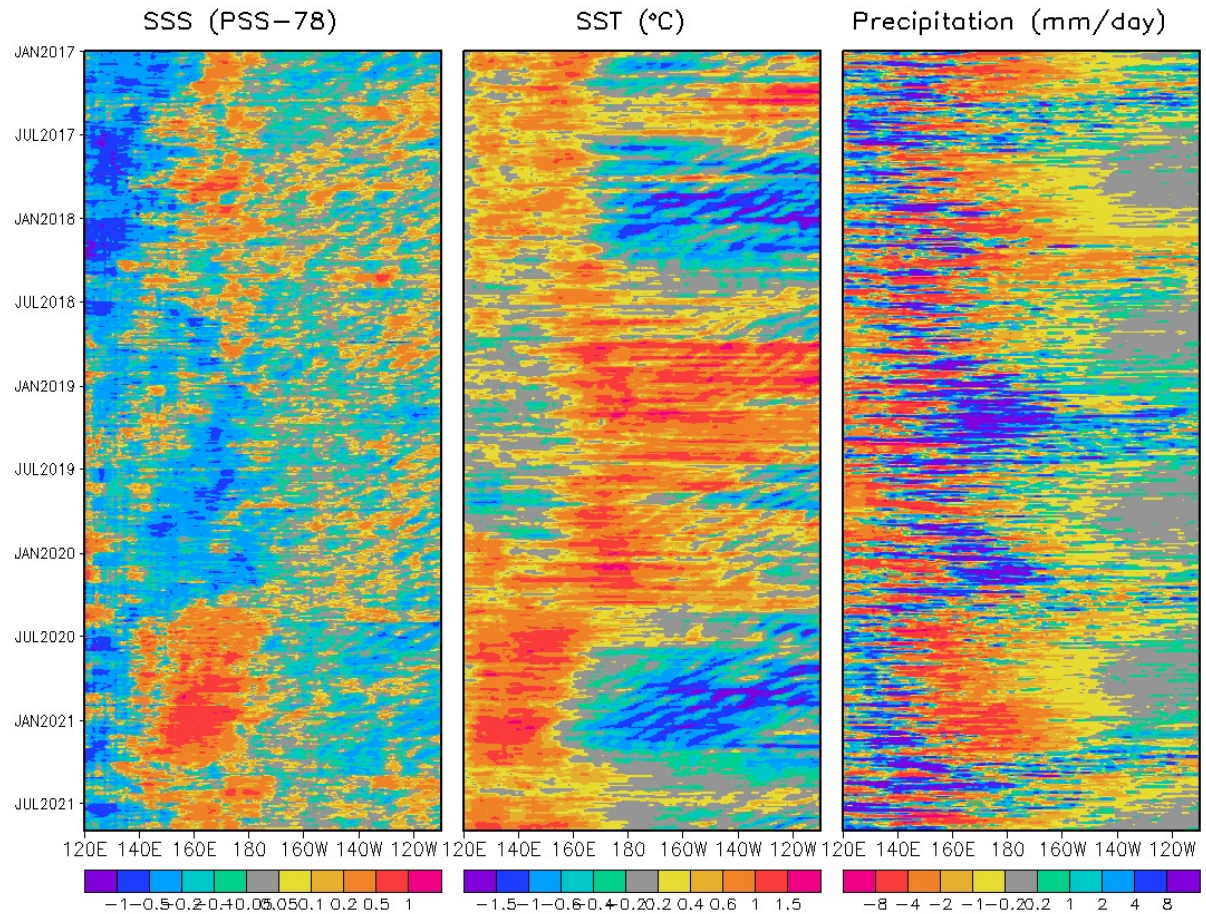 SSS (PSS-78) SST (°C) Precipitation (mm/day)
JAN2017
JUL2017
JAN2018
JUL2018
JAN2019
JUL2019
JAN2020
JUL2020
JAN2021
JUL2021
120E 140E 160E 180 160W 140W 120W 120E 140E 160E 180 160W 140W 120W 120E 140E 160E 180 160W 140W 120W
-1 -0.5 -0.2 -0.1 -0.05 0.05 0.1 0.2 0.5 1 -1.5 -1 -0.6 -0.4 -0.2 0.2 0.4 0.6 1 1.5 -8 -4 -2 -1 -0.2 0.2 1 2 4 8